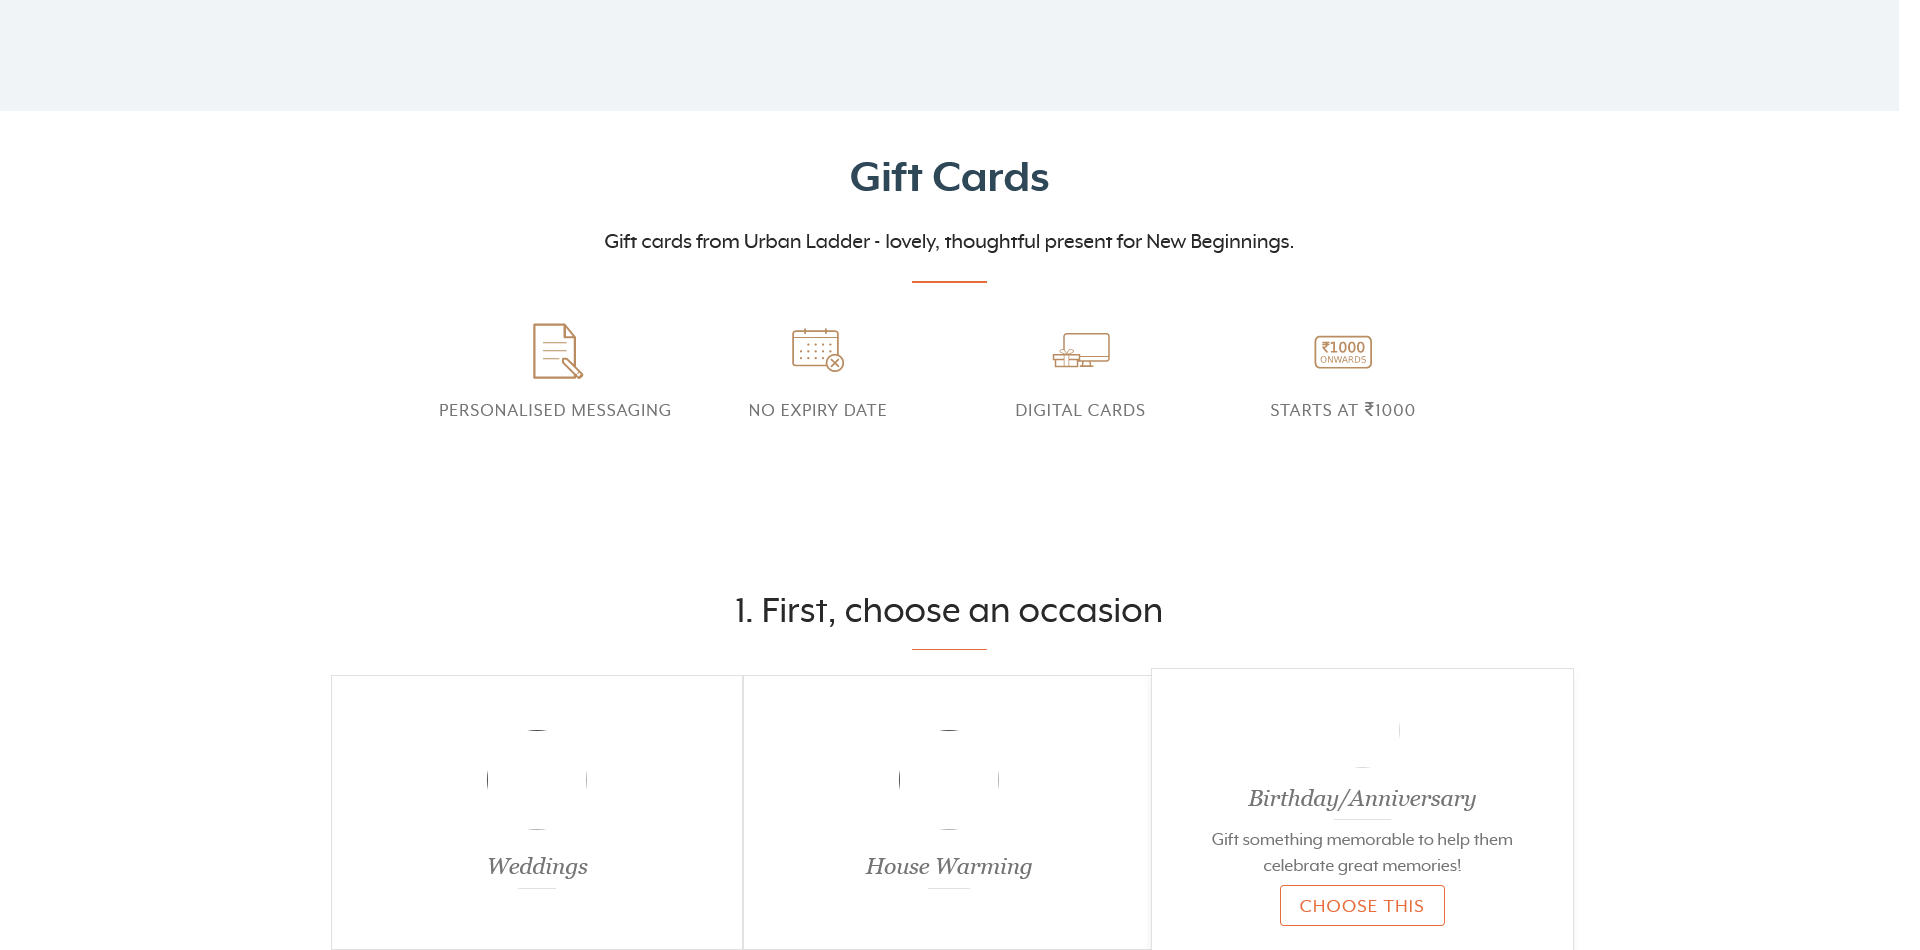 Gift Cards
Gift cards from Urban Ladder - lovely, thoughtful present for New Beginnings.
₹1000
ONWARDS
PERSONALISED MESSAGING
NO EXPIRY DATE
DIGITAL CARDS
STARTS AT ₹1000
1. First, choose an occasion
Weddings
House Warming
Birthday/Anniversary
Gift something memorable to help them
celebrate great memories!
CHOOSE THIS